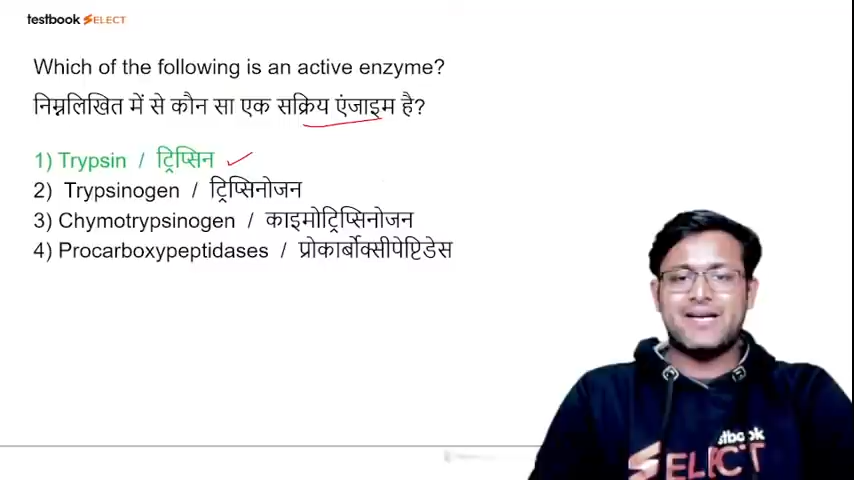 testbook SELECT
Which of the following is an active enzyme?
निम्नलिखित में से कौन सा एक सक्रिय एंजाइम है?
1) Trypsin / ट्रिप्सिन
2) Trypsinogen / ट्रिप्सिनोजन
3) Chymotrypsinogen / काइमोट्रिप्सिनोजन
4) Procarboxypeptidases / प्रोकार्बोक्सीपेप्टिडेस
stbook
SELECT